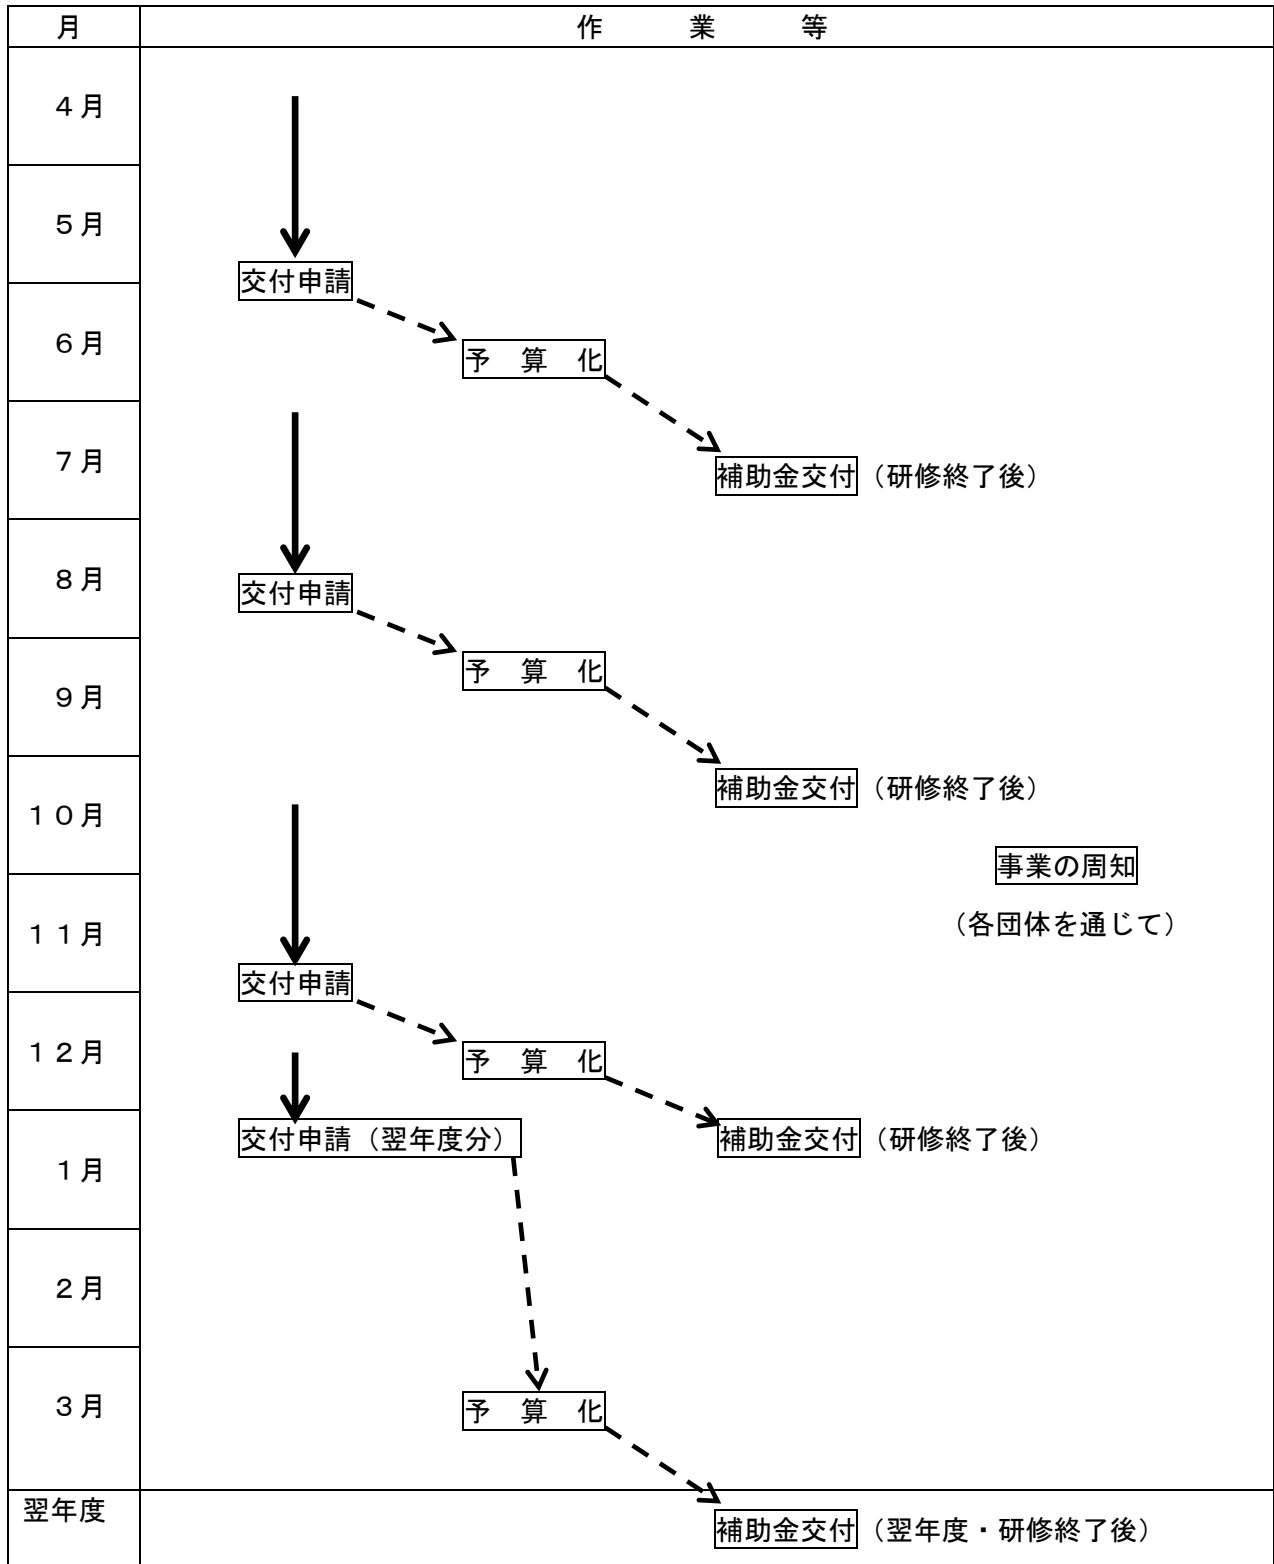 月
作　業　等
４月
５月
交付申請
６月
予　算　化
７月
補助金交付（研修終了後）
８月
交付申請
予　算　化
９月
補助金交付（研修終了後）
１０月
事業の周知
（各団体を通じて）
１１月
交付申請
１２月
予　算　化
交付申請（翌年度分）
補助金交付（研修終了後）
１月
２月
３月
予　算　化
翌年度
補助金交付（翌年度・研修終了後）